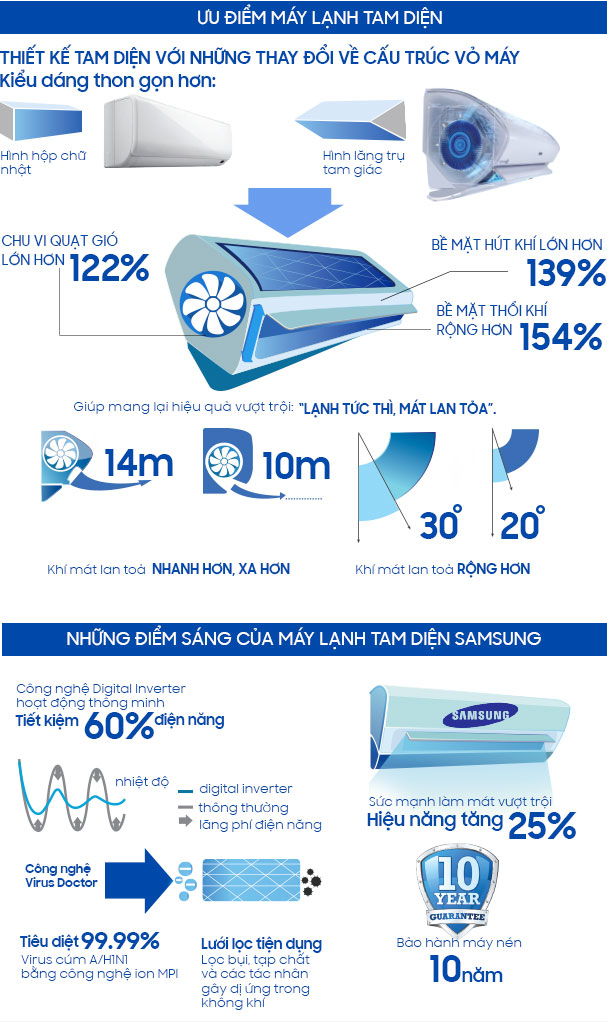 ƯU ĐIỂM MÁY LẠNH TAM DIỆN
THIẾT KẾ TAM DIỆN VỚI NHỮNG THAY ĐỔI VỀ CẤU TRÚC VỎ MÁY
Kiểu dáng thon gọn hơn:
Hình hộp chữ
nhật
Hình lăng trụ
tam giác
CHU VI QUẠT GIÓ
LỚN HƠN 122%
BỀ MẶT HÚT KHÍ LỚN HƠN
139%
BỀ MẶT THỔI KHÍ
RỘNG HƠN 154%
Giúp mang lại hiệu quả vượt trội: “LẠNH TỨC THÌ, MÁT LAN TỎA”.
14m
10m
30°
20°
Khí mát lan toả NHANH HƠN, XA HƠN
Khí mát lan toả RỘNG HƠN
NHỮNG ĐIỂM SÁNG CỦA MÁY LẠNH TAM DIỆN SAMSUNG
Công nghệ Digital Inverter
hoạt động thông minh
Tiết kiệm 60% điện năng
nhiệt độ
digital inverter
thông thường
lãng phí điện năng
SAMSUNG
Sức mạnh làm mát vượt trội
Hiệu năng tăng 25%
Công nghệ
Virus Doctor
Tiêu diệt 99.99%
Virus cúm A/H1N1
bằng công nghệ ion MPI
Lưới lọc tiện dụng
Lọc bụi, tạp chất
và các tác nhân
gây dị ứng trong
không khí
10
YEAR
GUARANTEE
Bảo hành máy nén
10năm